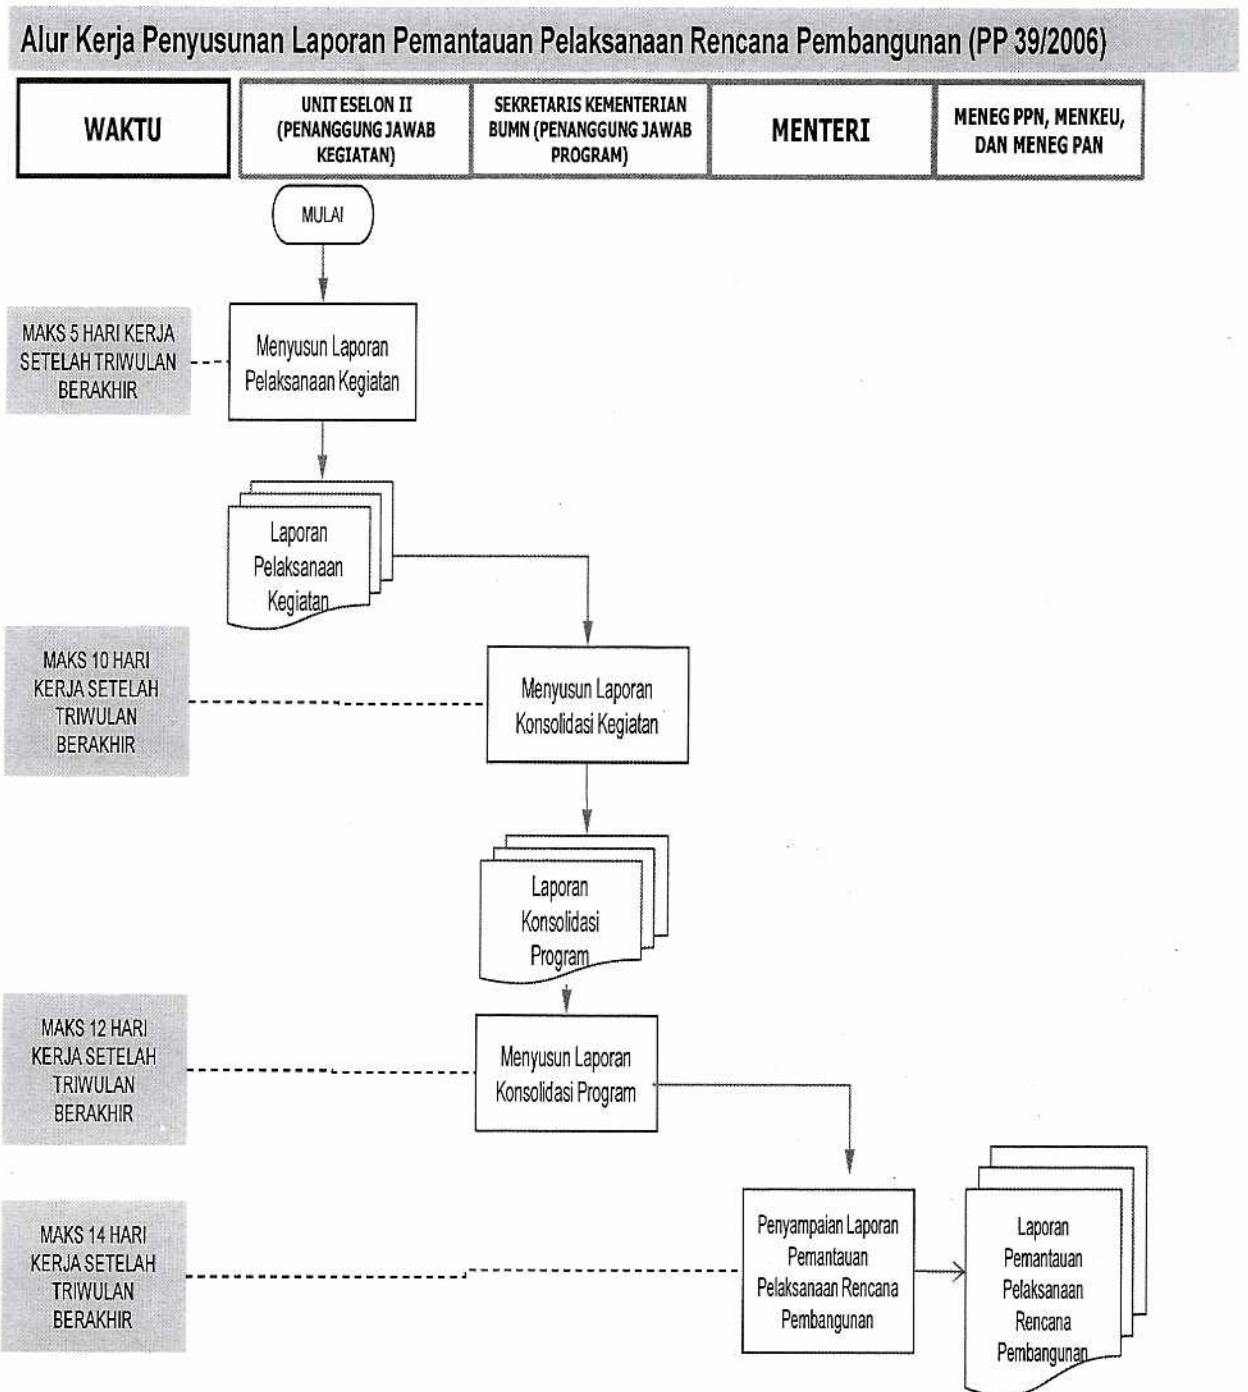 Alur Kerja Penyusunan Laporan Pemantauan Pelaksanaan Rencana Pembangunan (PP 39/2006)
WAKTU
UNIT ESELON II
(PENANGGUNG JAWAB
KEGIATAN)
SEKRETARIS KEMENTERIAN
BUMN (PENANGGUNG JAWAB
PROGRAM)
MENTERI
MENEG PPN, MENKEU,
DAN MENEG PAN
MULAI
MAKS 5 HARI KERJA
SETELAH TRIWULAN
BERAKHIR
Menyusun Laporan
Pelaksanaan Kegiatan
Laporan
Pelaksanaan
Kegiatan
MAKS 10 HARI
KERJA SETELAH
TRIWULAN
BERAKHIR
Menyusun Laporan
Konsolidasi Kegiatan
Laporan
Konsolidasi
Program
MAKS 12 HARI
KERJA SETELAH
TRIWULAN
BERAKHIR
Menyusun Laporan
Konsolidasi Program
MAKS 14 HARI
KERJA SETELAH
TRIWULAN
BERAKHIR
Penyampaian Laporan
Pemantauan
Pelaksanaan Rencana
Pembangunan
Laporan
Pemantauan
Pelaksanaan
Rencana
Pembangunan